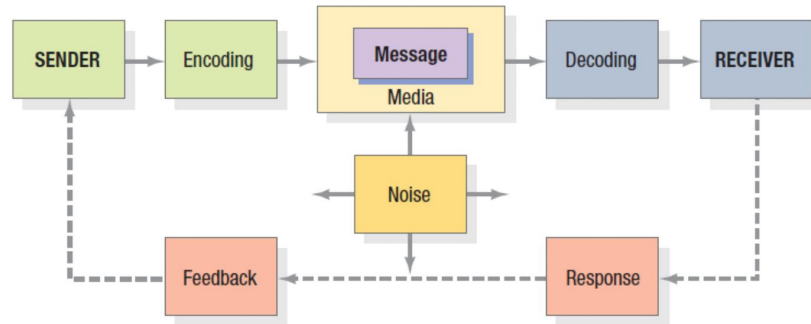 SENDER
Encoding
Message
Media
Decoding
RECEIVER
Noise
Feedback
Response